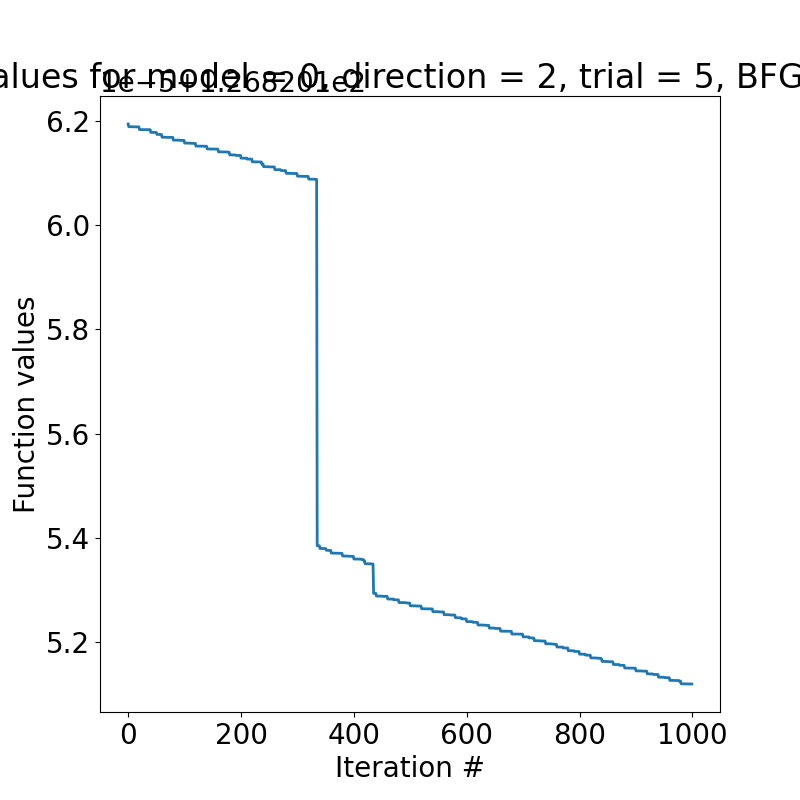 alues for model = 0, direction = 2, trial = 5, BFG
1e−5+1.268201e2
6.2
6.0
5.8
5.6
5.4
5.2
Function values
0 200 400 600 800 1000
Iteration #